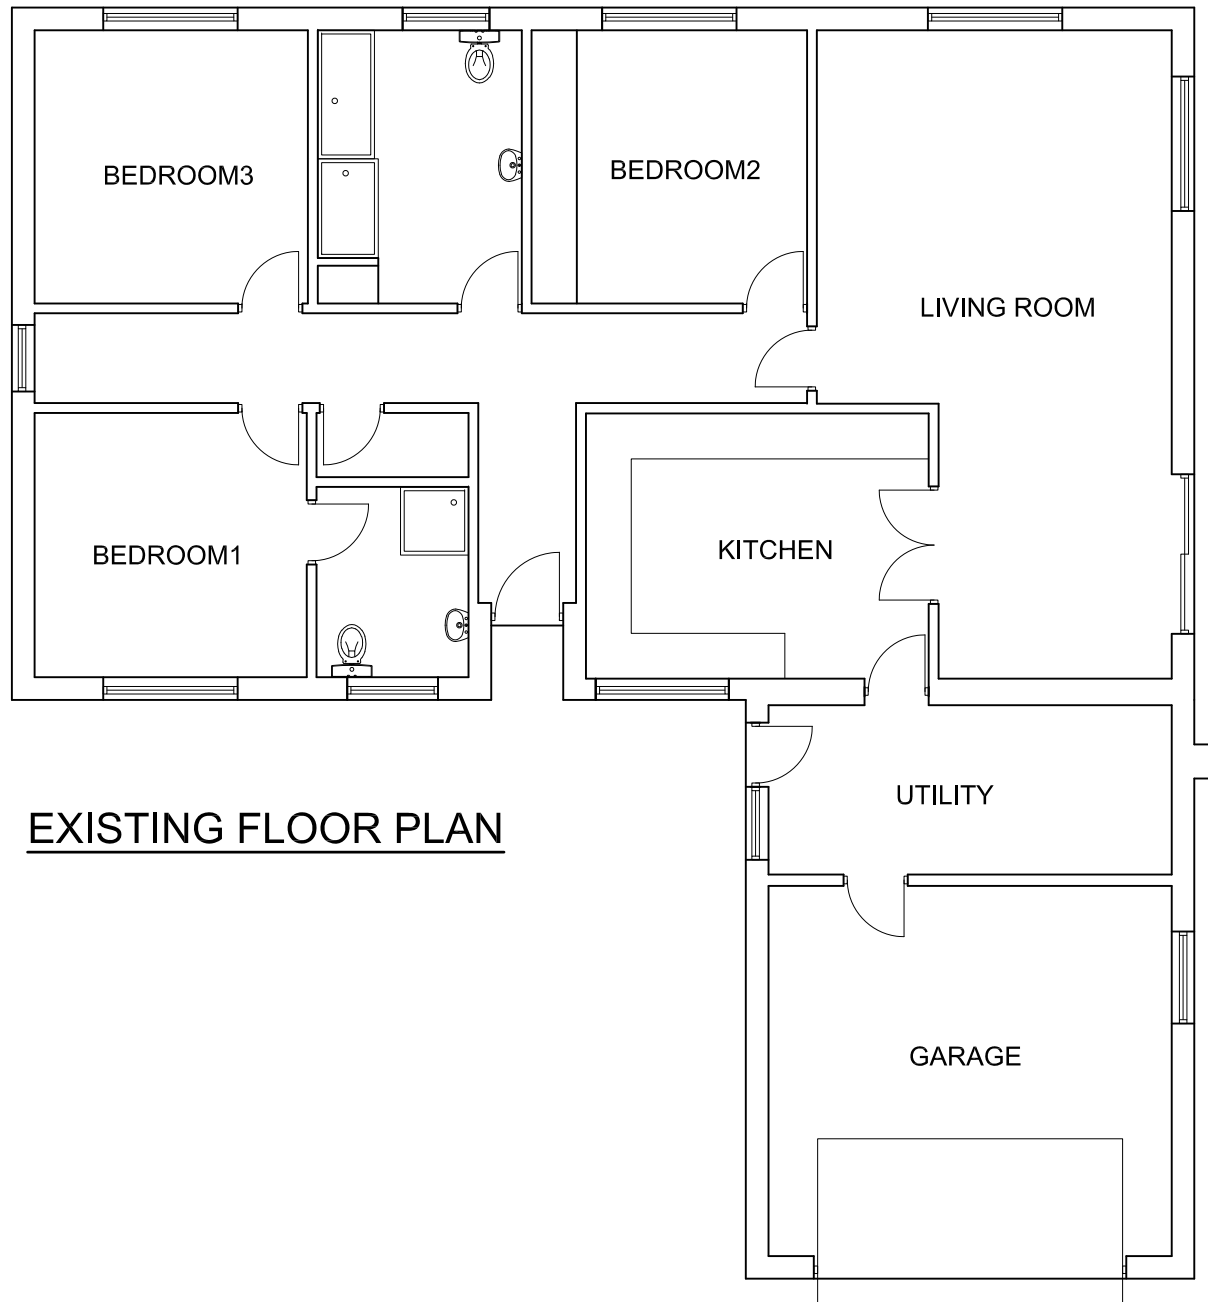 BEDROOM3
BEDROOM2
LIVING ROOM
BEDROOM1
KITCHEN
UTILITY
EXISTING FLOOR PLAN
GARAGE